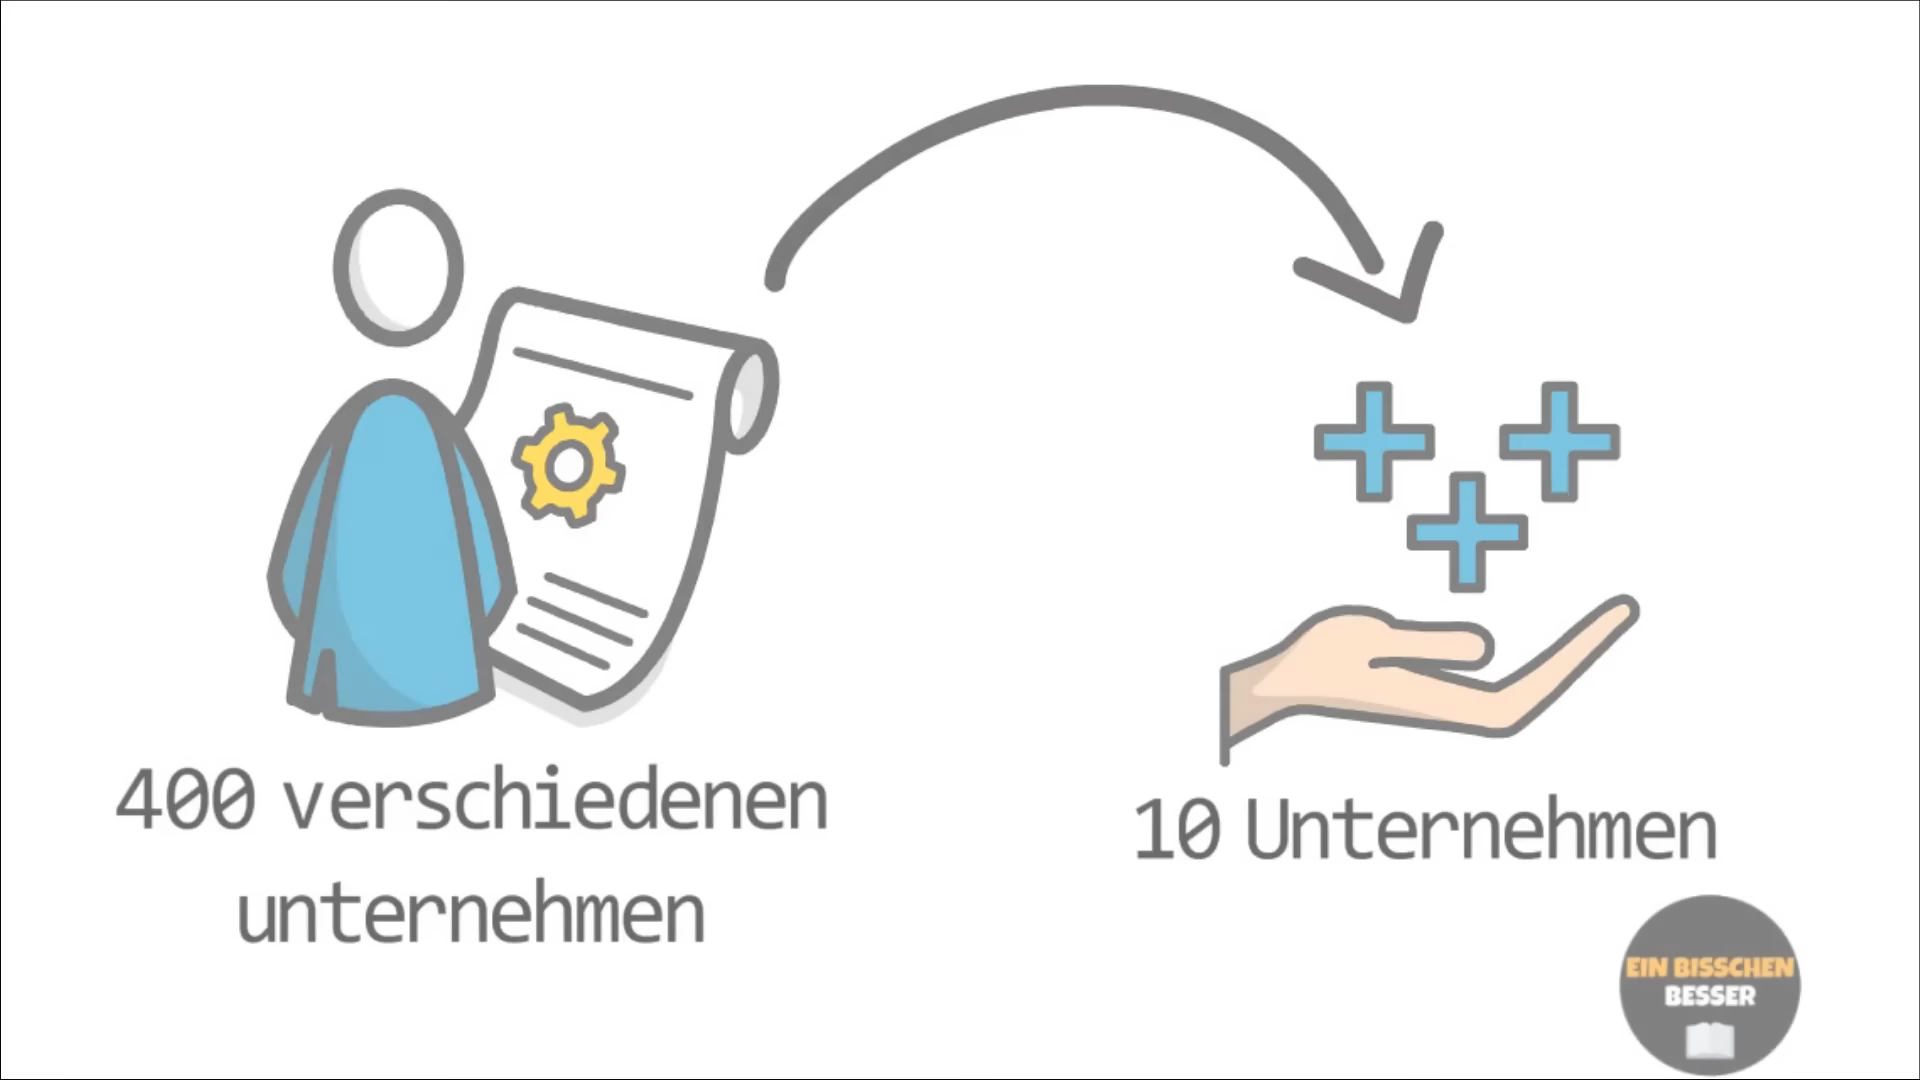 400 verschiedenen
unternehmen
10 Unternehmen
EIN BISSCHEN
BESSER